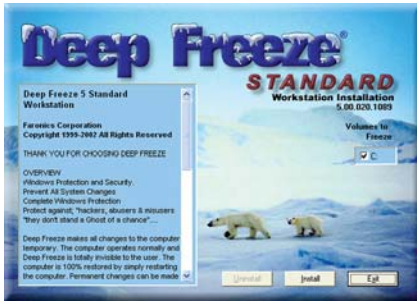 Deep Freeze®
STANDARD
Workstation Installation
5.00.020.1089
Deep Freeze 5 Standard
Workstation
Faronics Corporation
Copyright 1999-2002 All Rights Reserved
THANK YOU FOR CHOOSING DEEP FREEZE
OVERVIEW
Windows Protection and Security.
Prevent All System Changes
Complete Windows Protection
Protect against; "hackers, abusers & misusers
"they don't stand a Ghost of a chance"....
Deep Freeze makes all changes to the computer
temporary. The computer operates normally and
Deep Freeze is totally invisible to the user. The
computer is 100% restored by simply restarting
the computer. Permanent changes can be made
Volumes to
Freeze
C
Uninstall
Install
Exit